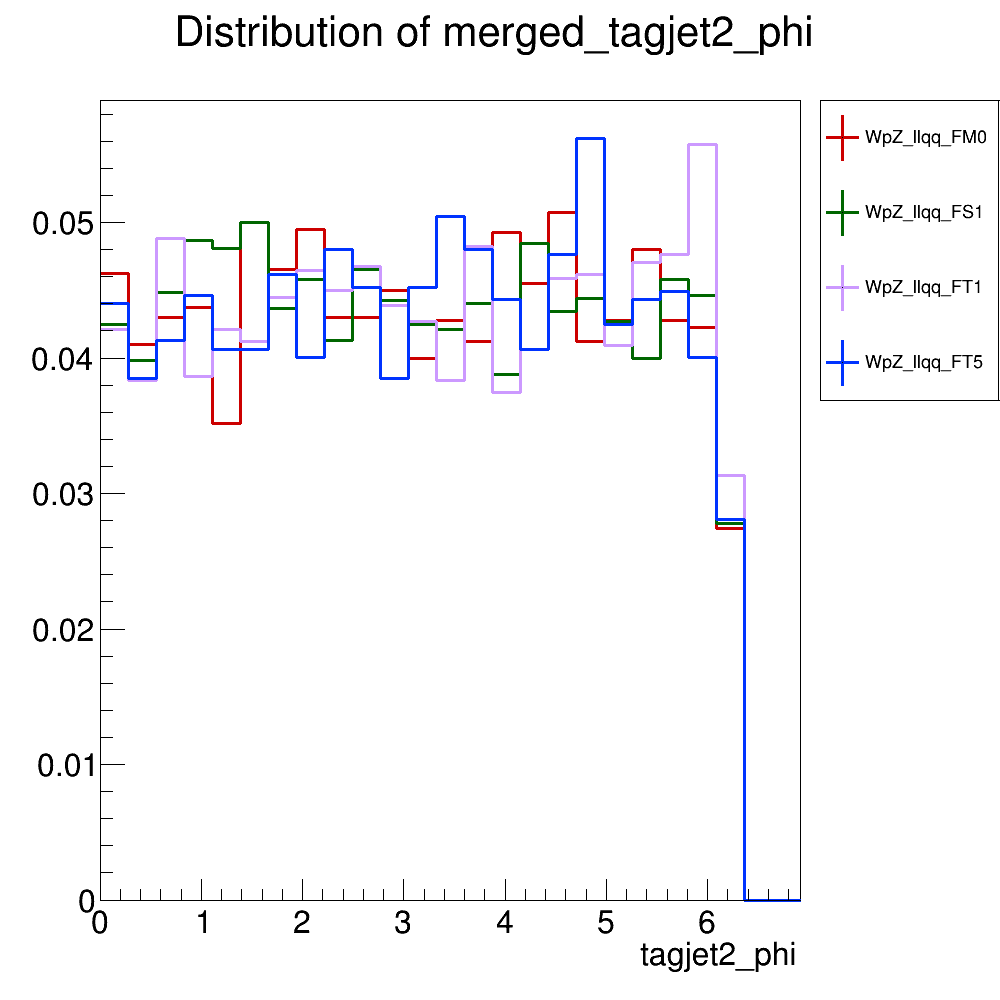 Distribution of merged_tagjet2_phi
WpZ_llqq_FM0
WpZ_llqq_FS1
WpZ_llqq_FT1
WpZ_llqq_FT5
0.05
0.04
0.03
0.02
0.01
0
0 1 2 3 4 5 6
tagjet2_phi